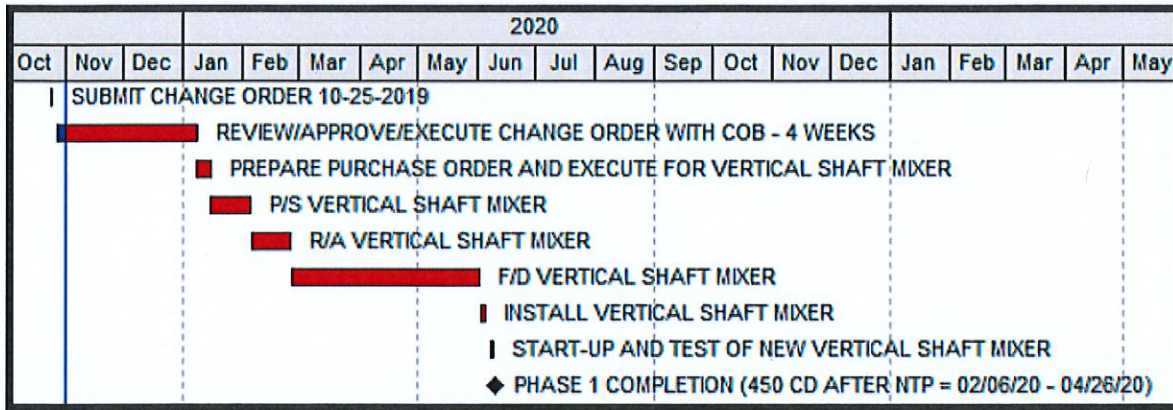 2020
Oct Nov Dec Jan Feb Mar Apr May Jun Jul Aug Sep Oct Nov Dec Jan Feb Mar Apr May
SUBMIT CHANGE ORDER 10-25-2019
REVIEW/APPROVE/EXECUTE CHANGE ORDER WITH COB - 4 WEEKS
PREPARE PURCHASE ORDER AND EXECUTE FOR VERTICAL SHAFT MIXER
P/S VERTICAL SHAFT MIXER
R/A VERTICAL SHAFT MIXER
F/D VERTICAL SHAFT MIXER
INSTALL VERTICAL SHAFT MIXER
START-UP AND TEST OF NEW VERTICAL SHAFT MIXER
PHASE 1 COMPLETION (450 CD AFTER NTP = 02/06/20 - 04/26/20)